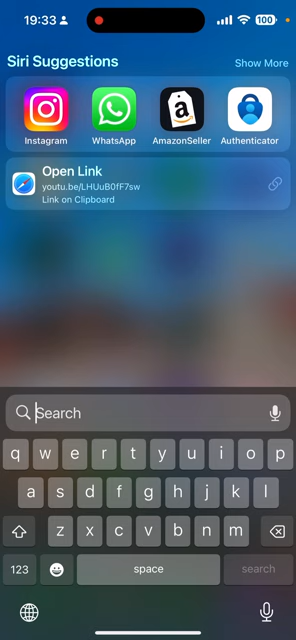 19:33
100
Siri Suggestions
Show More
Instagram
WhatsApp
AmazonSeller
Authenticator
Open Link
youtu.be/LHUuB0fF7sw
Link on Clipboard
Search
q w e r t y u i o p
a s d f g h j k l
z x c v b n m
123
space
search